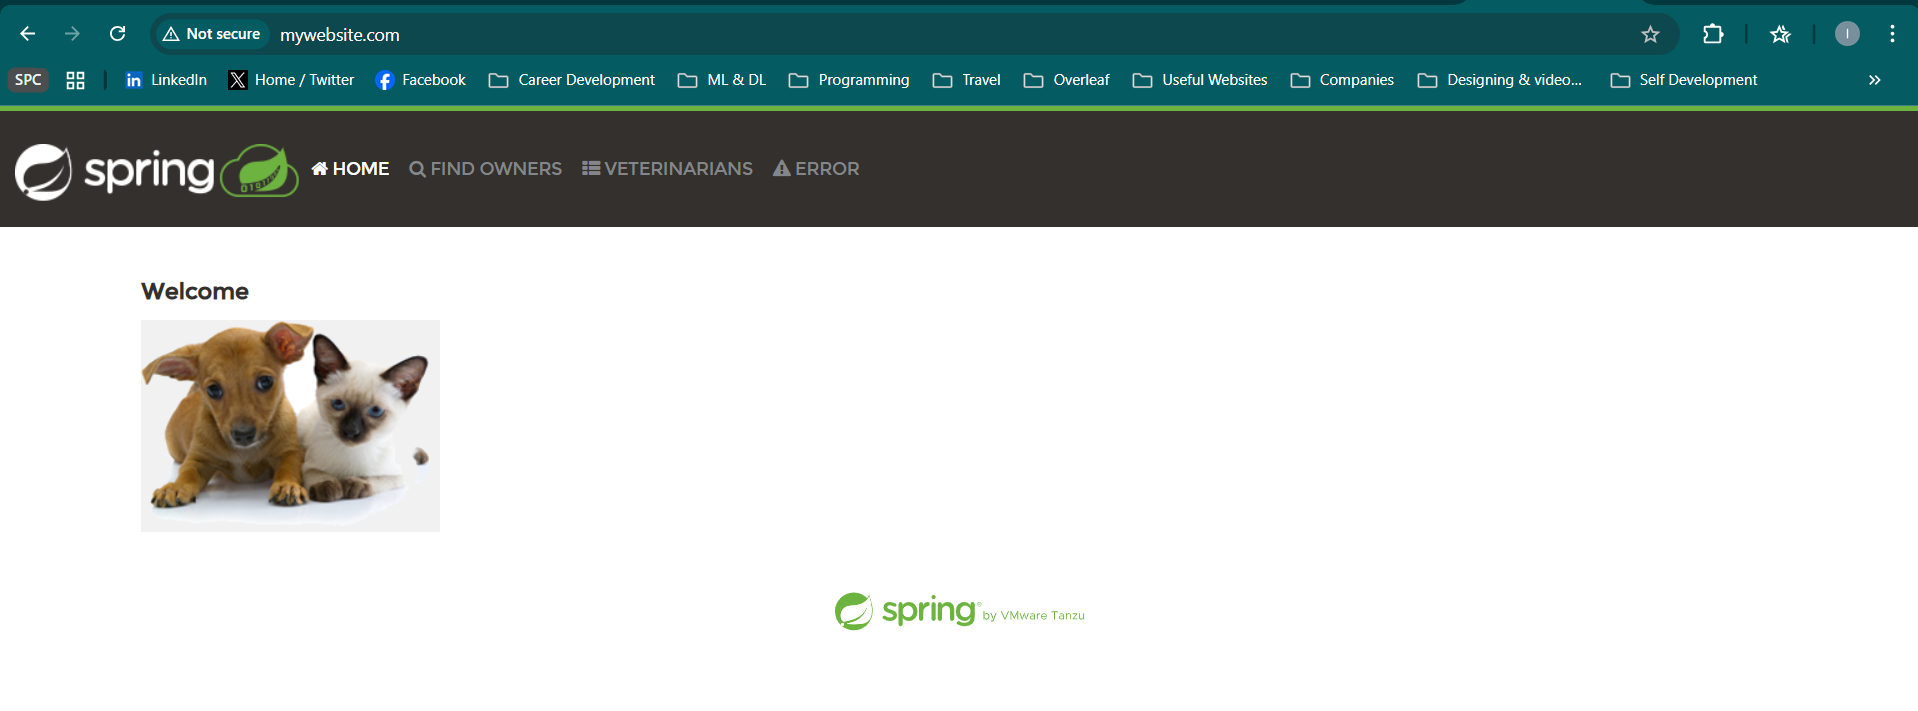 Not secure mywebsite.com I
SPC LinkedIn Home / Twitter Facebook Career Development ML & DL Programming Travel Overleaf Useful Websites Companies Designing & video... Self Development »
spring HOME FIND OWNERS VETERINARIANS ERROR
Welcome
spring® by VMware Tanzu